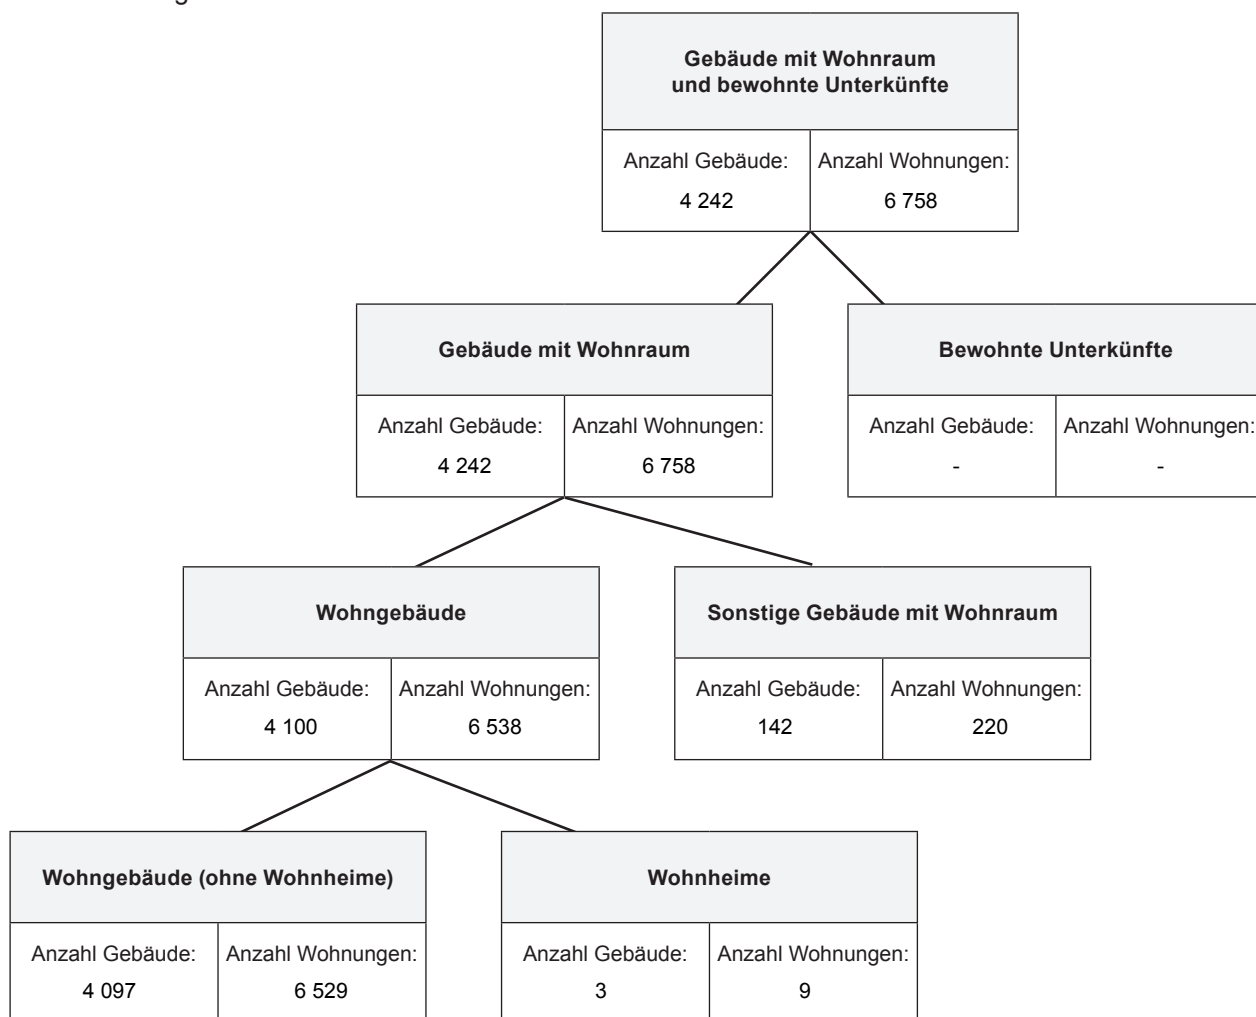 Gebäude mit Wohnraum
und bewohnte Unterkünfte
Anzahl Gebäude: Anzahl Wohnungen:
4 242 6 758
Gebäude mit Wohnraum Bewohnte Unterkünfte
Anzahl Gebäude: Anzahl Wohnungen: Anzahl Gebäude: Anzahl Wohnungen:
4 242 6 758 - -
Wohngebäude Sonstige Gebäude mit Wohnraum
Anzahl Gebäude: Anzahl Wohnungen: Anzahl Gebäude: Anzahl Wohnungen:
4 100 6 538 142 220
Wohngebäude (ohne Wohnheime) Wohnheime
Anzahl Gebäude: Anzahl Wohnungen: Anzahl Gebäude: Anzahl Wohnungen:
4 097 6 529 3 9